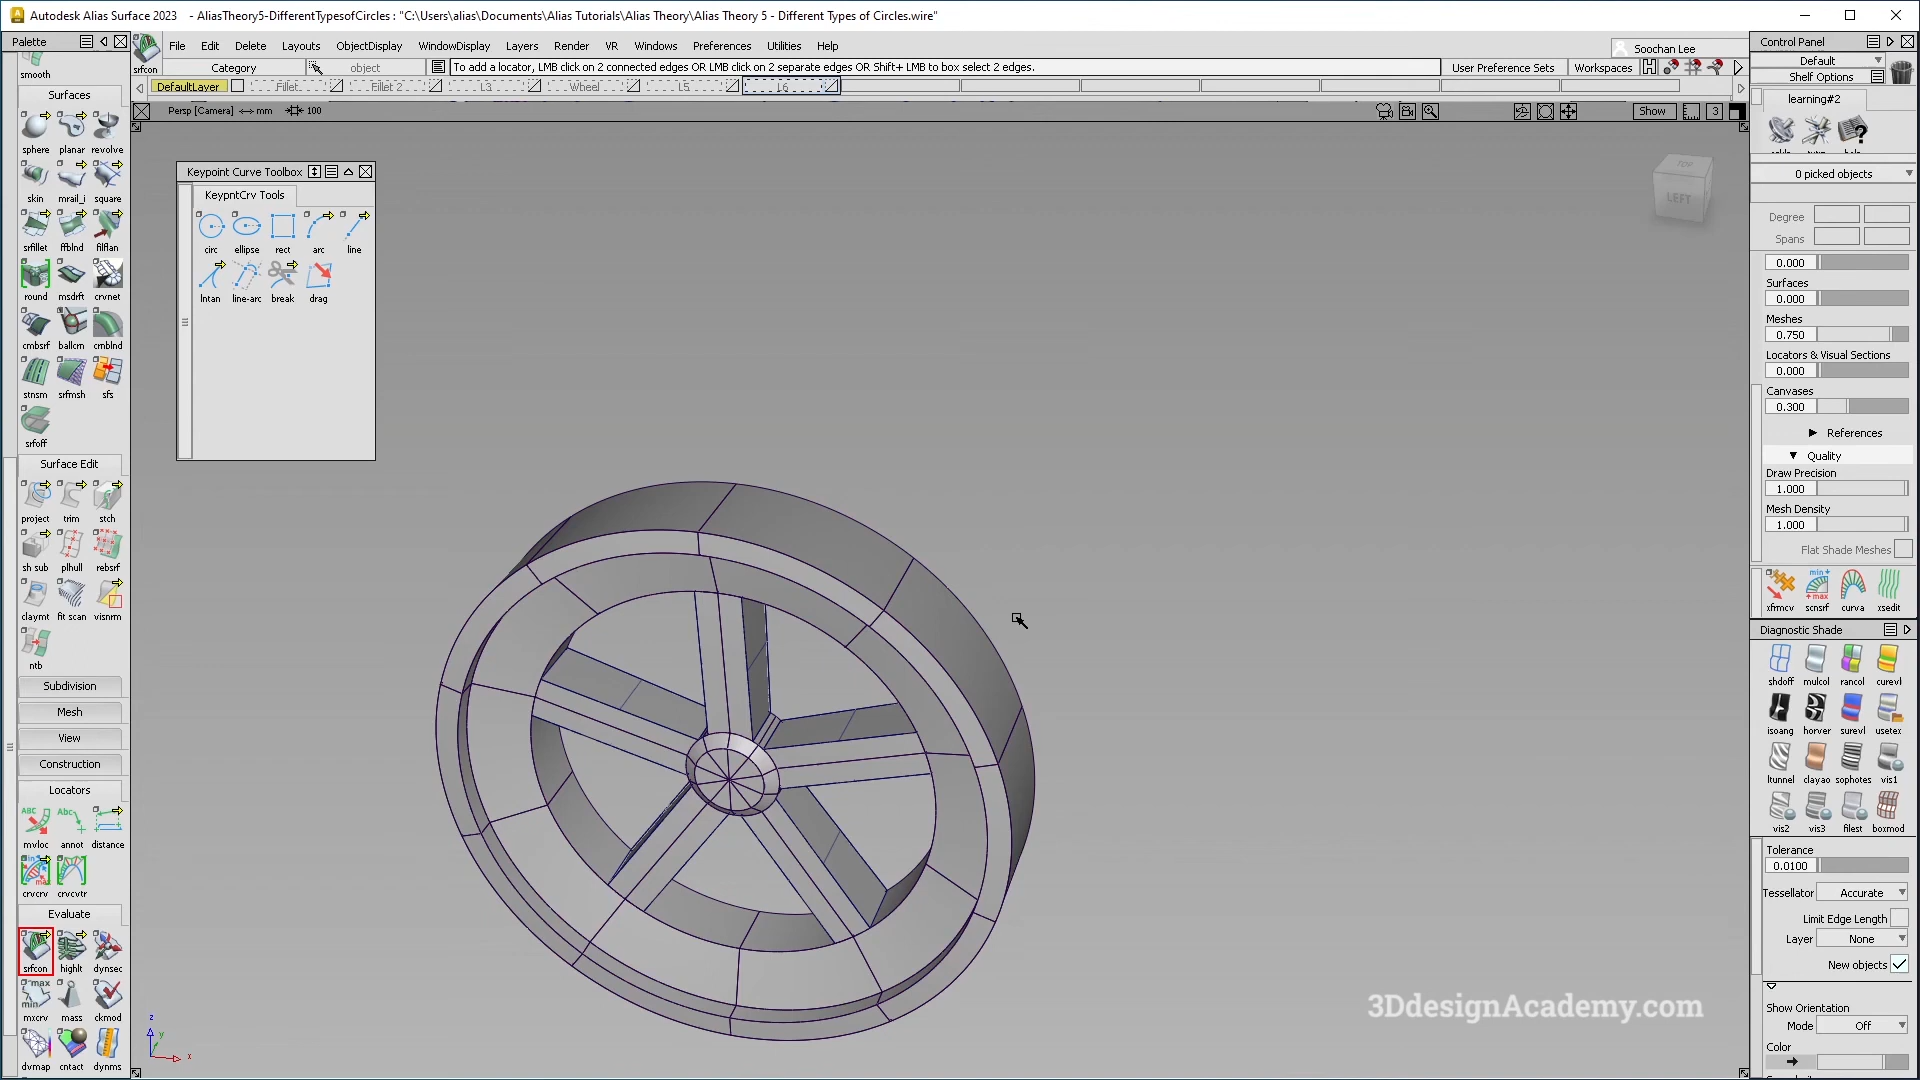 Autodesk Alias Surface 2023    - AliasTheory5-DifferentTypesofCircles : "C:\Users\alias\Documents\Alias Tutorials\Alias Theory\Alias Theory 5 - Different Types of Circles.wire"
Palette
File Edit Delete Layouts ObjectDisplay WindowDisplay Layers Render VR Windows Preferences Utilities Help
Soochan Lee
srfcon
Category
object
To add a locator, LMB click on 2 connected edges OR LMB click on 2 separate edges OR Shift+ LMB to box select 2 edges.
User Preference Sets
Workspaces
DefaultLayer
Fillet
Fillet 2
L3
Wheel
L5
L6
Persp [Camera] <-> mm
100
Show
3
smooth
Surfaces
sphere planar revolve
skin mrail_i square
srfillet ffblnd filflan
round msdrft crvnet
cmbsrf ballcrn cmblnd
stnsm srfmsh sfs
srfoff
Surface Edit
project trim stch
sh sub plhull rebsrf
claymt fit scan visnrm
ntb
Subdivision
Mesh
View
Construction
Locators
mvloc annot distance
crvcrv crvcvtr
Evaluate
srfcon highlt dynsec
mxcrv mass ckmod
dvmap cntact dynms
Keypoint Curve Toolbox
KeypntCrv Tools
circ ellipse rect arc line
lntan line-arc break drag
TOP
LEFT
z
y
x
3DdesignAcademy.com
Control Panel
Default
Shelf Options
learning#2
0 picked objects
Degree
Spans
0.000
Surfaces
0.000
Meshes
0.750
Locators & Visual Sections
0.000
Canvases
0.300
References
Quality
Draw Precision
1.000
Mesh Density
1.000
Flat Shade Meshes
xfrmcv scnsrf curva xsedit
Diagnostic Shade
shdoff mulcol rancol curevl
isoang horver surevl usetex
ltunnel clayao sophotes vis1
vis2 vis3 filest boxmod
Tolerance
0.0100
Tessellator Accurate
Limit Edge Length
Layer None
New objects
Show Orientation
Mode Off
Color